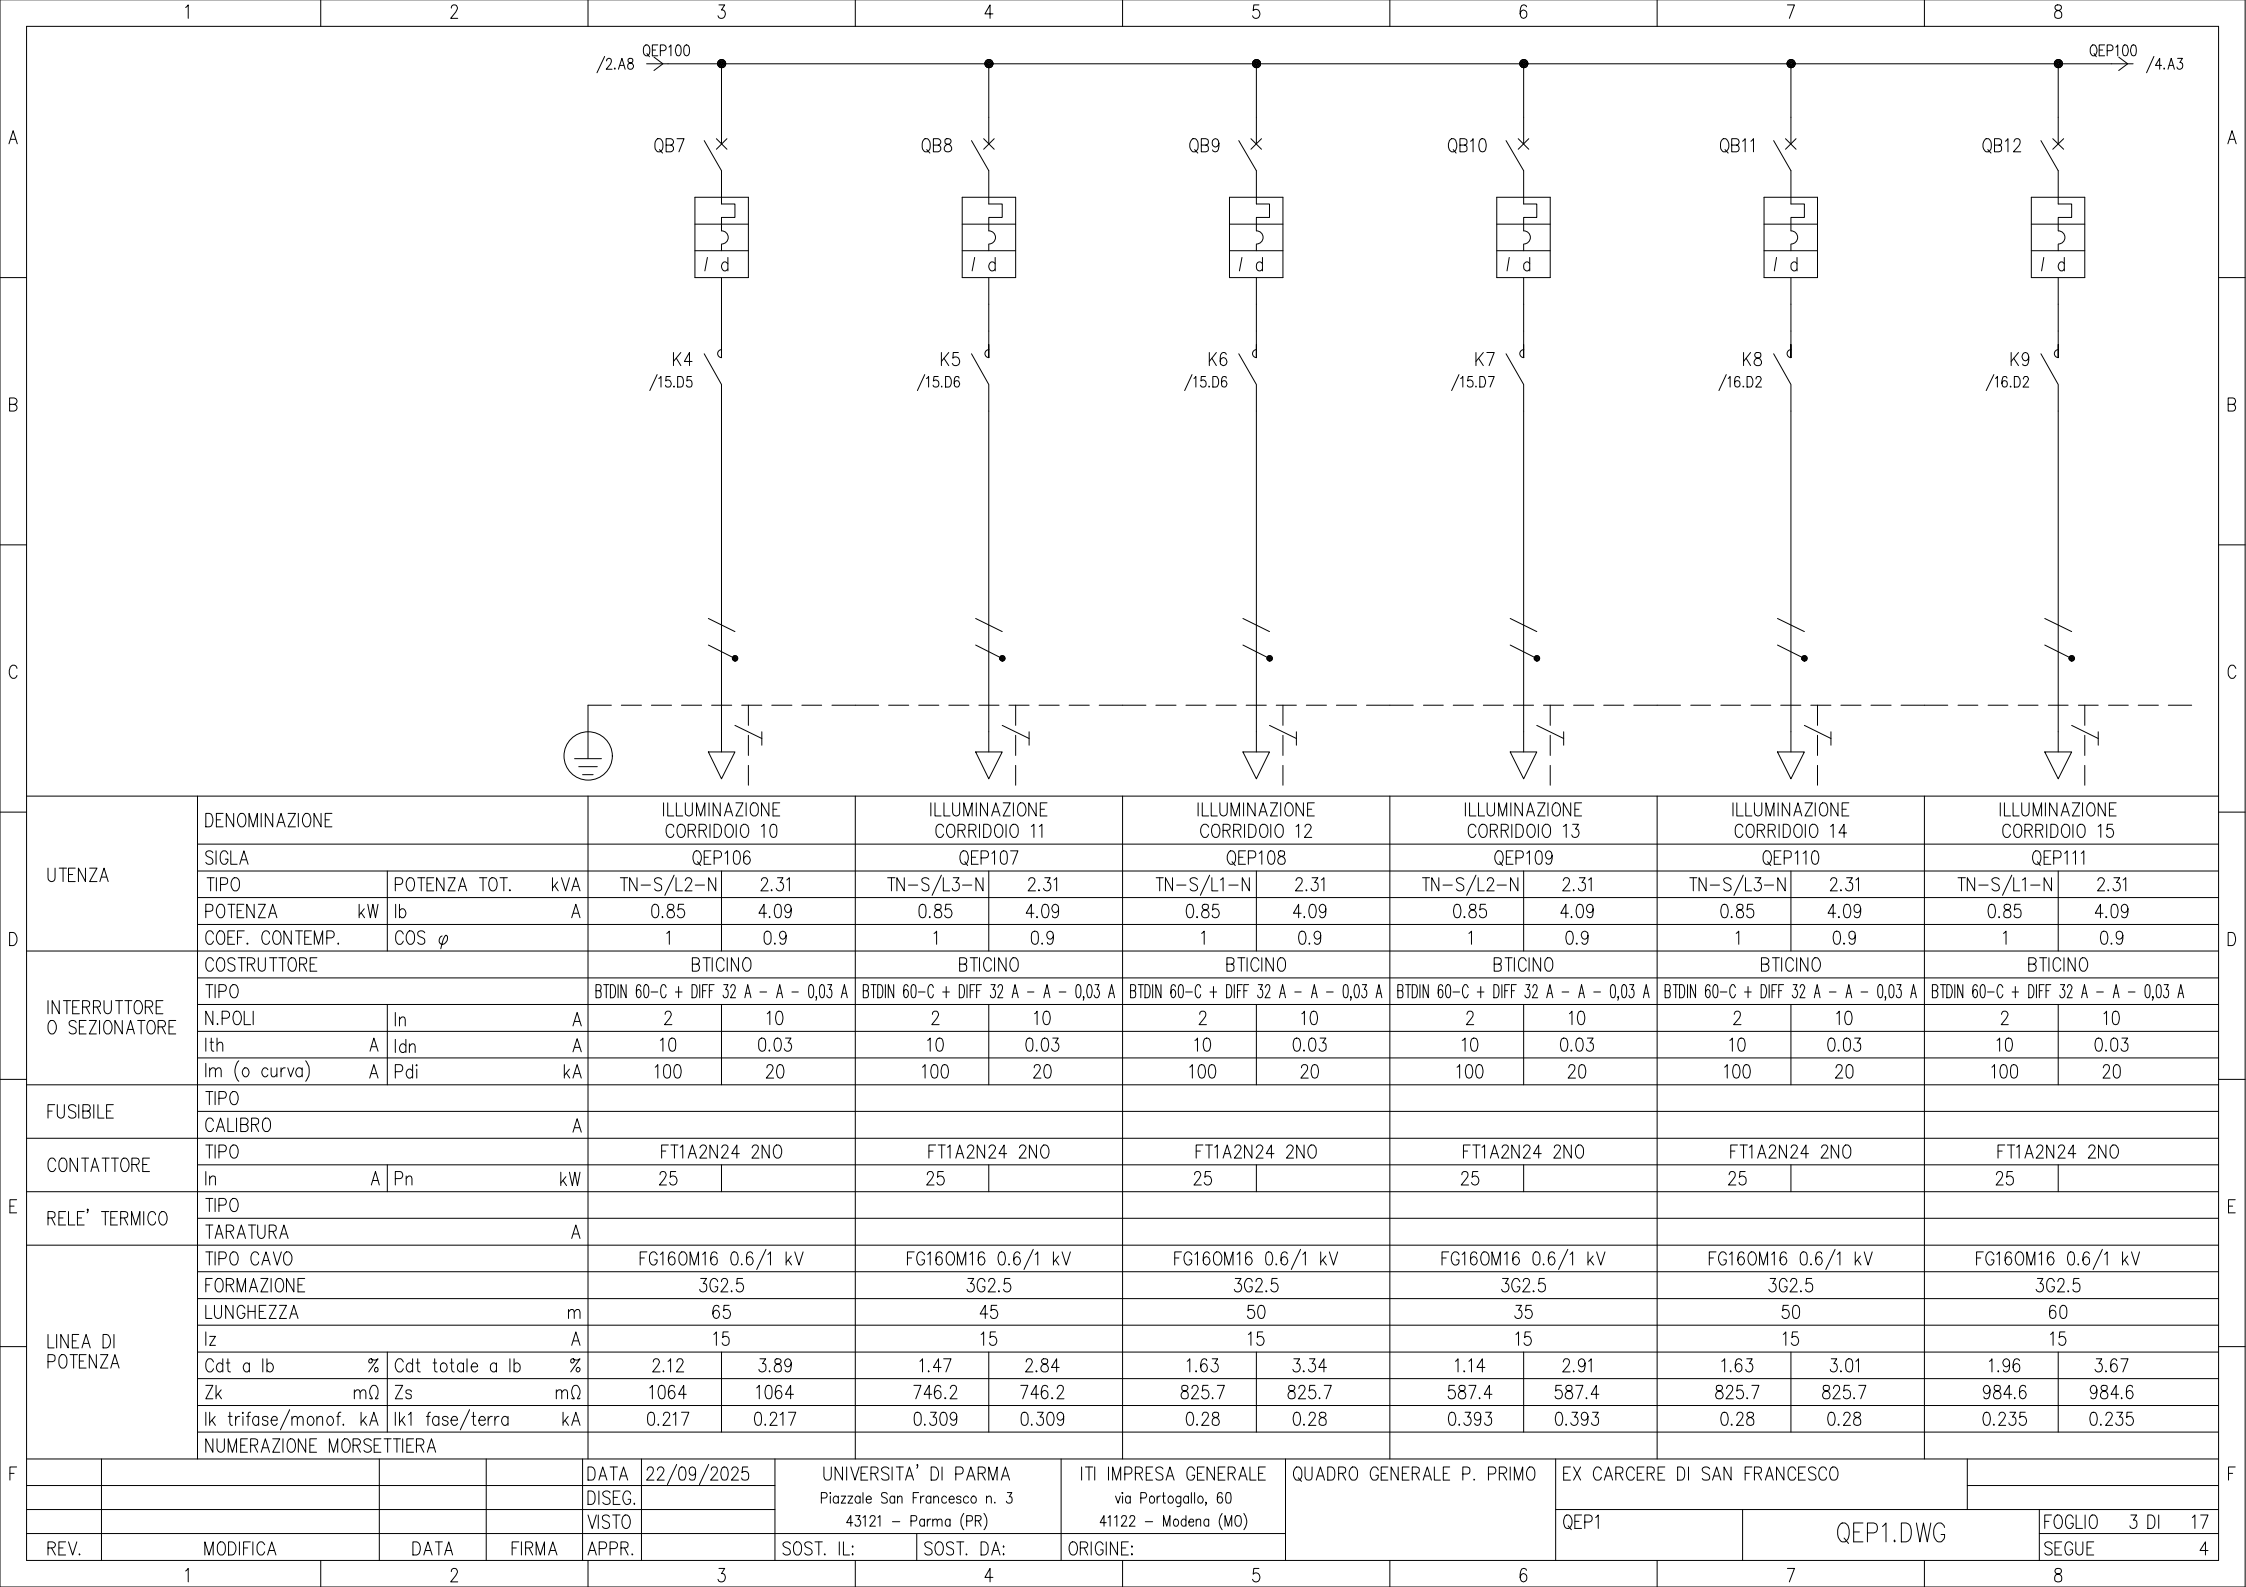 1 2 3 4 5 6 7 8
QEP100 QEP100
/2.A8 /4.A3
A A
QB7 QB8 QB9 QB10 QB11 QB12
I d I d I d I d I d I d
K4 K5 K6 K7 K8 K9
/15.D5 /15.D6 /15.D6 /15.D7 /16.D2 /16.D2
B B
C C
UTENZA
DENOMINAZIONE ILLUMINAZIONE CORRIDOIO 10 ILLUMINAZIONE CORRIDOIO 11 ILLUMINAZIONE CORRIDOIO 12 ILLUMINAZIONE CORRIDOIO 13 ILLUMINAZIONE CORRIDOIO 14 ILLUMINAZIONE CORRIDOIO 15
SIGLA QEP106 QEP107 QEP108 QEP109 QEP110 QEP111
TIPO POTENZA TOT. kVA TN-S/L2-N 2.31 TN-S/L3-N 2.31 TN-S/L1-N 2.31 TN-S/L2-N 2.31 TN-S/L3-N 2.31 TN-S/L1-N 2.31
POTENZA kW Ib A 0.85 4.09 0.85 4.09 0.85 4.09 0.85 4.09 0.85 4.09 0.85 4.09
D COEF. CONTEMP. COS φ 1 0.9 1 0.9 1 0.9 1 0.9 1 0.9 1 0.9 D
INTERRUTTORE
O SEZIONATORE
COSTRUTTORE BTICINO BTICINO BTICINO BTICINO BTICINO BTICINO
TIPO BTDIN 60-C + DIFF 32 A - A - 0,03 A BTDIN 60-C + DIFF 32 A - A - 0,03 A BTDIN 60-C + DIFF 32 A - A - 0,03 A BTDIN 60-C + DIFF 32 A - A - 0,03 A BTDIN 60-C + DIFF 32 A - A - 0,03 A BTDIN 60-C + DIFF 32 A - A - 0,03 A
N.POLI In A 2 10 2 10 2 10 2 10 2 10 2 10
Ith A Idn A 10 0.03 10 0.03 10 0.03 10 0.03 10 0.03 10 0.03
Im (o curva) A Pdi kA 100 20 100 20 100 20 100 20 100 20 100 20
FUSIBILE
TIPO
CALIBRO A
CONTATTORE
TIPO FT1A2N24 2NO FT1A2N24 2NO FT1A2N24 2NO FT1A2N24 2NO FT1A2N24 2NO FT1A2N24 2NO
In A Pn kW 25 25 25 25 25 25
E E
RELE' TERMICO
TIPO
TARATURA A
LINEA DI
POTENZA
TIPO CAVO FG16OM16 0.6/1 kV FG16OM16 0.6/1 kV FG16OM16 0.6/1 kV FG16OM16 0.6/1 kV FG16OM16 0.6/1 kV FG16OM16 0.6/1 kV
FORMAZIONE 3G2.5 3G2.5 3G2.5 3G2.5 3G2.5 3G2.5
LUNGHEZZA m 65 45 50 35 50 60
Iz A 15 15 15 15 15 15
Cdt a Ib % Cdt totale a Ib % 2.12 3.89 1.47 2.84 1.63 3.34 1.14 2.91 1.63 3.01 1.96 3.67
Zk mΩ Zs mΩ 1064 1064 746.2 746.2 825.7 825.7 587.4 587.4 825.7 825.7 984.6 984.6
Ik trifase/monof. kA Ik1 fase/terra kA 0.217 0.217 0.309 0.309 0.28 0.28 0.393 0.393 0.28 0.28 0.235 0.235
NUMERAZIONE MORSETTIERA
F DATA 22/09/2025 UNIVERSITA' DI PARMA ITI IMPRESA GENERALE QUADRO GENERALE P. PRIMO EX CARCERE DI SAN FRANCESCO F
DISEG. Piazzale San Francesco n. 3 via Portogallo, 60
VISTO 43121 - Parma (PR) 41122 - Modena (MO) QEP1 QEP1.DWG FOGLIO 3 DI 17
REV. MODIFICA DATA FIRMA APPR. SOST. IL: SOST. DA: ORIGINE: SEGUE 4
1 2 3 4 5 6 7 8